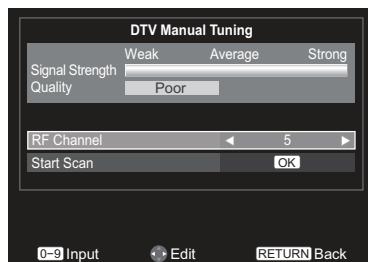 DTV Manual Tuning
Weak Average Strong
Signal Strength
Quality Poor
RF Channel 5
Start Scan OK
0-9 Input Edit RETURN Back